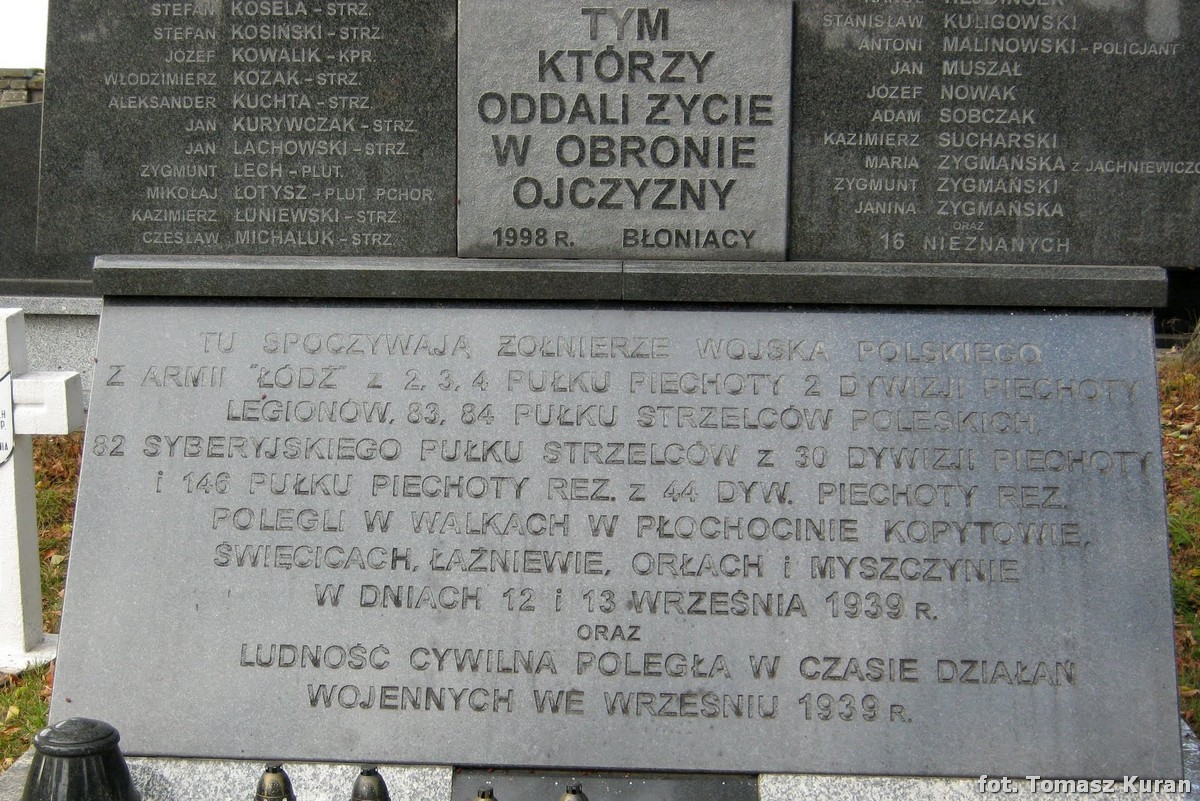 STEFAN KOSELA - STRZ.
STEFAN KOSIŃSKI - STRZ.
JÓZEF KOWALIK - KPR.
WŁODZIMIERZ KOZAK - STRZ.
ALEKSANDER KUCHTA - STRZ.
JAN KURYWCZAK - STRZ.
JAN LACHOWSKI - STRZ.
ZYGMUNT LECH - PLUT.
MIKOŁAJ ŁOTYSZ - PLUT. PCHOR
KAZIMIERZ ŁUNIEWSKI - STRZ.
CZESŁAW MICHALUK - STRZ.
TYM
KTÓRZY
ODDALI ŻYCIE
W OBRONIE
OJCZYZNY
1998 R. BŁONIACY
STANISŁAW KULIGOWSKI
ANTONI MALINOWSKI - POLICJANT
JAN MUSZAŁ
JÓZEF NOWAK
ADAM SOBCZAK
KAZIMIERZ SUCHARSKI
MARIA ZYGMAŃSKA Z JACHNIEWICZÓ
ZYGMUNT ZYGMAŃSKI
JANINA ZYGMAŃSKA
ORAZ
16 NIEZNANYCH
TU SPOCZYWAJĄ ŻOŁNIERZE WOJSKA POLSKIEGO
Z ARMII "ŁÓDŹ" Z 2, 3, 4 PUŁKU PIECHOTY 2 DYWIZJI PIECHOTY
LEGIONÓW, 83, 84 PUŁKU STRZELCÓW POLESKICH,
82 SYBERYJSKIEGO PUŁKU STRZELCÓW Z 30 DYWIZJI PIECHOTY
i 146 PUŁKU PIECHOTY REZ. Z 44 DYW. PIECHOTY REZ.
POLEGLI W WALKACH W PŁOCHOCINIE KOPYTOWIE,
ŚWIĘCICACH, ŁAŹNIEWIE, ORŁACH i MYSZCZYNIE
W DNIACH 12 i 13 WRZEŚNIA 1939 R.
ORAZ
LUDNOŚĆ CYWILNA POLEGŁA W CZASIE DZIAŁAŃ
WOJENNYCH WE WRZEŚNIU 1939 R.
fot. Tomasz Kuran